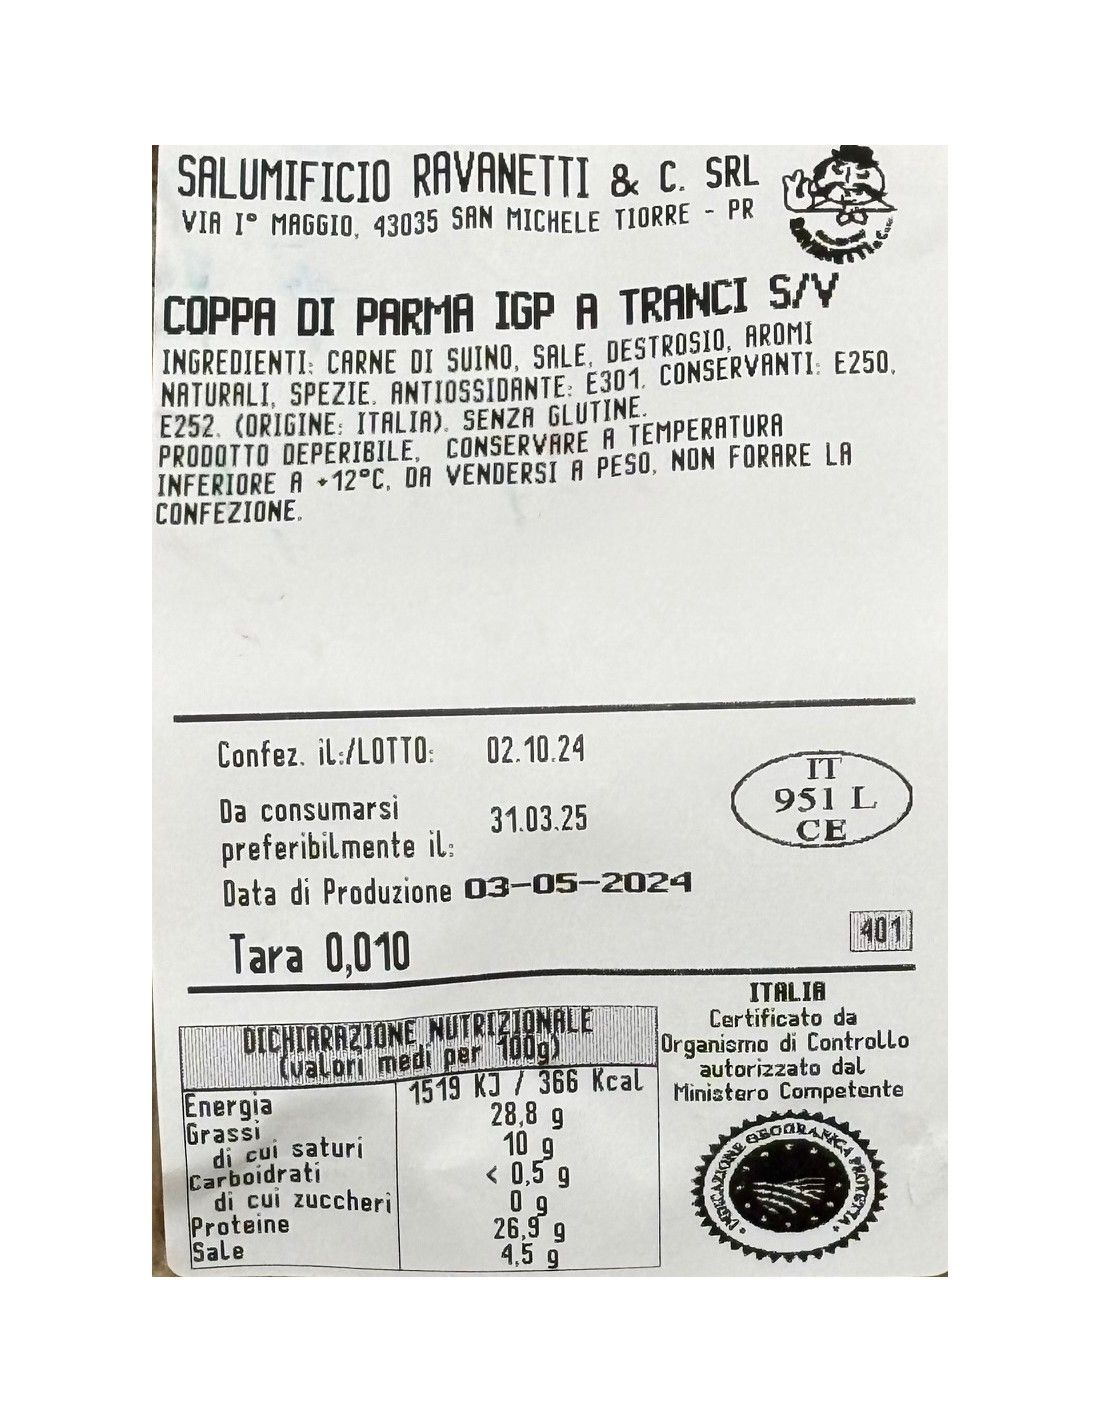 SALUMIFICIO RAVANETTI & C. SRL
VIA I° MAGGIO, 43035 SAN MICHELE TIORRE - PR
COPPA DI PARMA IGP A TRANCI S/V
INGREDIENTI: CARNE DI SUINO, SALE, DESTROSIO, AROMI
NATURALI, SPEZIE. ANTIOSSIDANTE: E301. CONSERVANTI: E250,
E252. (ORIGINE: ITALIA). SENZA GLUTINE.
PRODOTTO DEPERIBILE, CONSERVARE A TEMPERATURA
INFERIORE A +12°C. DA VENDERSI A PESO, NON FORARE LA
CONFEZIONE.
Confez. il:/LOTTO: 02.10.24
IT
951 L
CE
Da consumarsi
preferibilmente il: 31.03.25
Data di Produzione 03-05-2024
401
Tara 0,010
DICHIARAZIONE NUTRIZIONALE
(valori medi per 100g)
Energia 1519 KJ / 366 Kcal
Grassi 28,8 g
di cui saturi 10 g
Carboidrati < 0,5 g
di cui zuccheri 0 g
Proteine 26,9 g
Sale 4,5 g
ITALIA
Certificato da
Organismo di Controllo
autorizzato dal
Ministero Competente
INDICAZIONE GEOGRAFICA PROTETTA